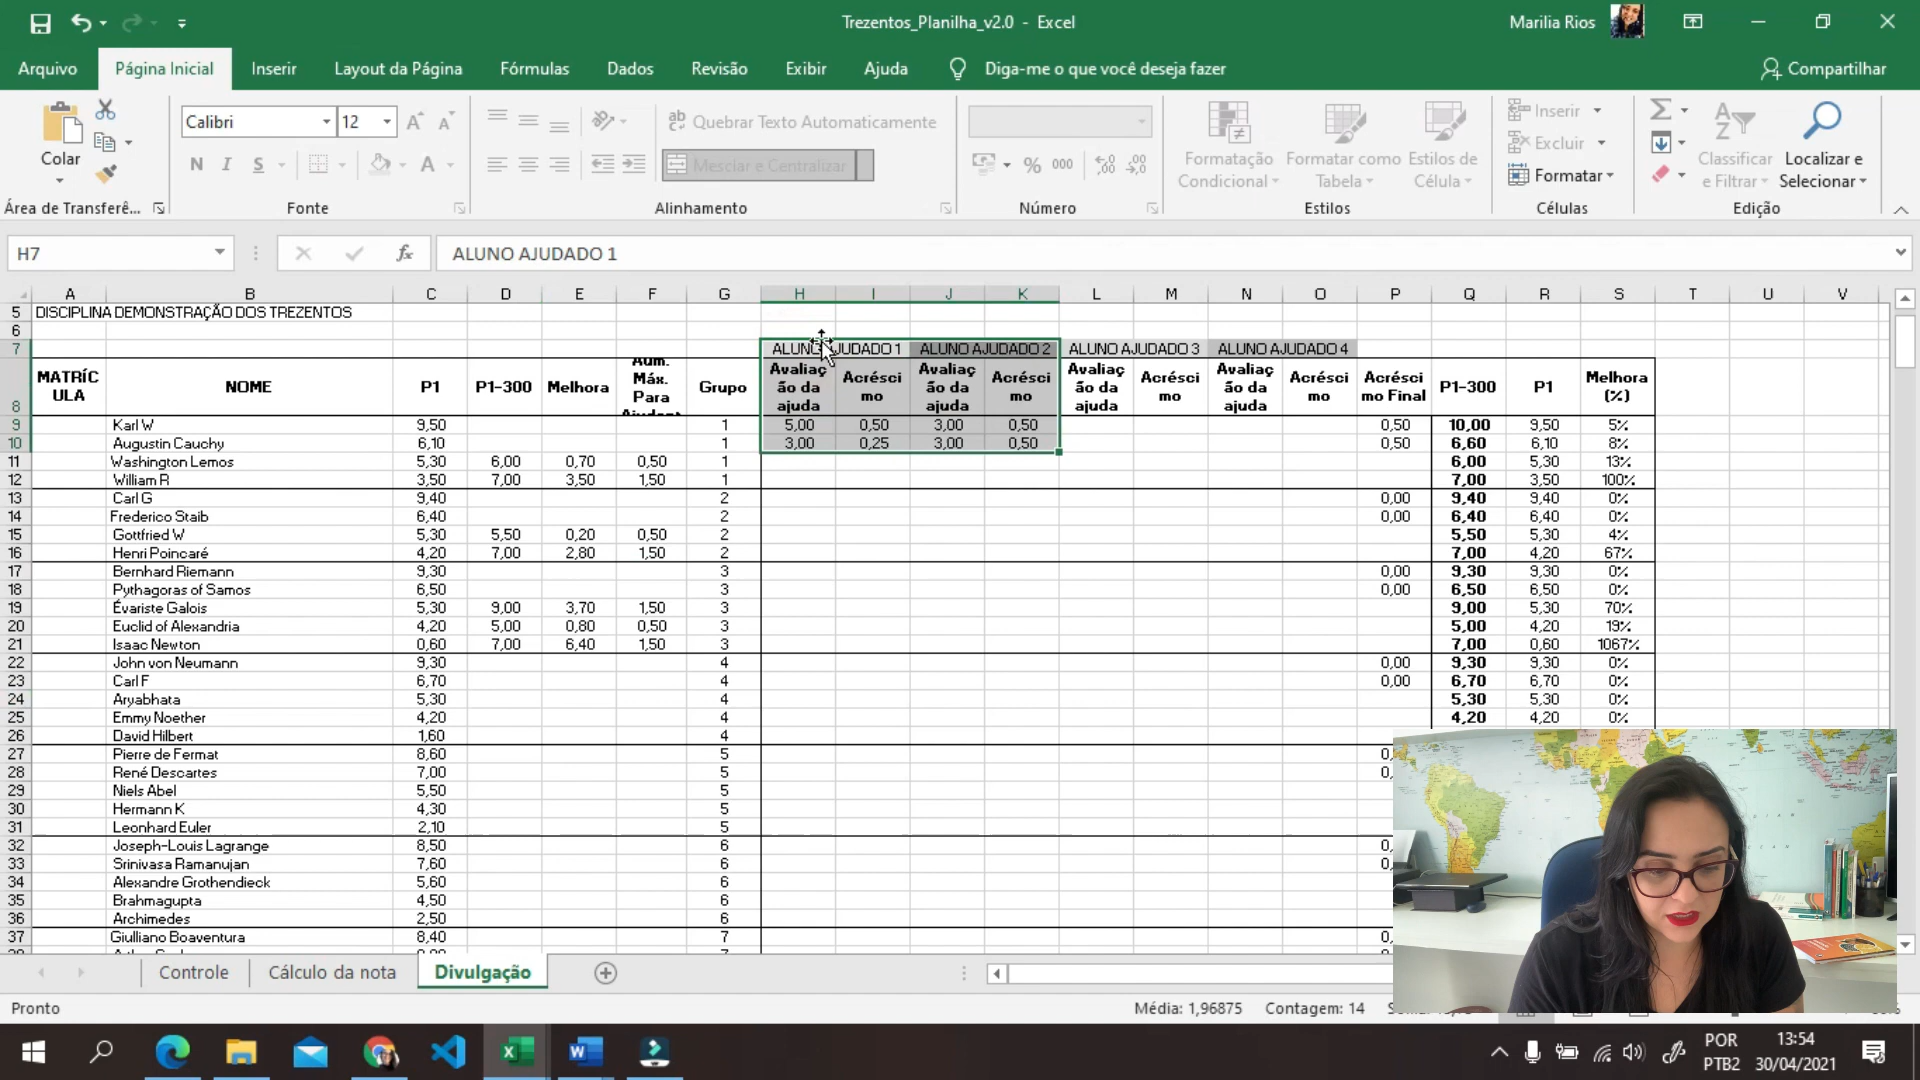 Trezentos_Planilha_v2.0 - Excel
Marilia Rios
Arquivo Página Inicial Inserir Layout da Página Fórmulas Dados Revisão Exibir Ajuda Diga-me o que você deseja fazer Compartilhar
Colar
Calibri 12
N I S
ab Quebrar Texto Automaticamente
Mesclar e Centralizar
% 000
Formatação Condicional
Formatar como Tabela
Estilos de Célula
Inserir
Excluir
Formatar
Classificar e Filtrar
Localizar e Selecionar
Área de Transferê... Fonte Alinhamento Número Estilos Células Edição
H7 fx ALUNO AJUDADO 1
A B C D E F G H I J K L M N O P Q R S T U V
5 DISCIPLINA DEMONSTRAÇÃO DOS TREZENTOS
6
7 ALUNO AJUDADO 1 ALUNO AJUDADO 2 ALUNO AJUDADO 3 ALUNO AJUDADO 4
8 MATRÍCULA NOME P1 P1-300 Melhora Máx. Para Grupo Avaliação da ajuda Acréscimo Avaliação da ajuda Acréscimo Avaliação da ajuda Acréscimo Avaliação da ajuda Acréscimo Acréscimo Final P1-300 P1 Melhora (%)
9 Karl W 9,50 1 5,00 0,50 3,00 0,50 0,50 10,00 9,50 5%
10 Augustin Cauchy 6,10 1 3,00 0,25 3,00 0,50 0,50 6,60 6,10 8%
11 Washington Lemos 5,30 6,00 0,70 0,50 1 6,00 5,30 13%
12 William R 3,50 7,00 3,50 1,50 1 7,00 3,50 100%
13 Carl G 9,40 2 0,00 9,40 9,40 0%
14 Frederico Staib 6,40 2 0,00 6,40 6,40 0%
15 Gottfried W 5,30 5,50 0,20 0,50 2 5,50 5,30 4%
16 Henri Poincaré 4,20 7,00 2,80 1,50 2 7,00 4,20 67%
17 Bernhard Riemann 9,30 3 0,00 9,30 9,30 0%
18 Pythagoras of Samos 6,50 3 0,00 6,50 6,50 0%
19 Évariste Galois 5,30 9,00 3,70 1,50 3 9,00 5,30 70%
20 Euclid of Alexandria 4,20 5,00 0,80 0,50 3 5,00 4,20 19%
21 Isaac Newton 0,60 7,00 6,40 1,50 3 7,00 0,60 1067%
22 John von Neumann 9,30 4 0,00 9,30 9,30 0%
23 Carl F 6,70 4 0,00 6,70 6,70 0%
24 Aryabhata 5,30 4 5,30 5,30 0%
25 Emmy Noether 4,20 4 4,20 4,20 0%
26 David Hilbert 1,60 4
27 Pierre de Fermat 8,60 5 0,
28 René Descartes 7,00 5 0,
29 Niels Abel 5,50 5
30 Hermann K 4,30 5
31 Leonhard Euler 2,10 5
32 Joseph-Louis Lagrange 8,50 6 0,
33 Srinivasa Ramanujan 7,60 6 0,
34 Alexandre Grothendieck 5,60 6
35 Brahmagupta 4,50 6
36 Archimedes 2,50 6
37 Giulliano Boaventura 8,40 7 0,
Controle Cálculo da nota Divulgação
Pronto Média: 1,96875 Contagem: 14
POR
PTB2
13:54
30/04/2021